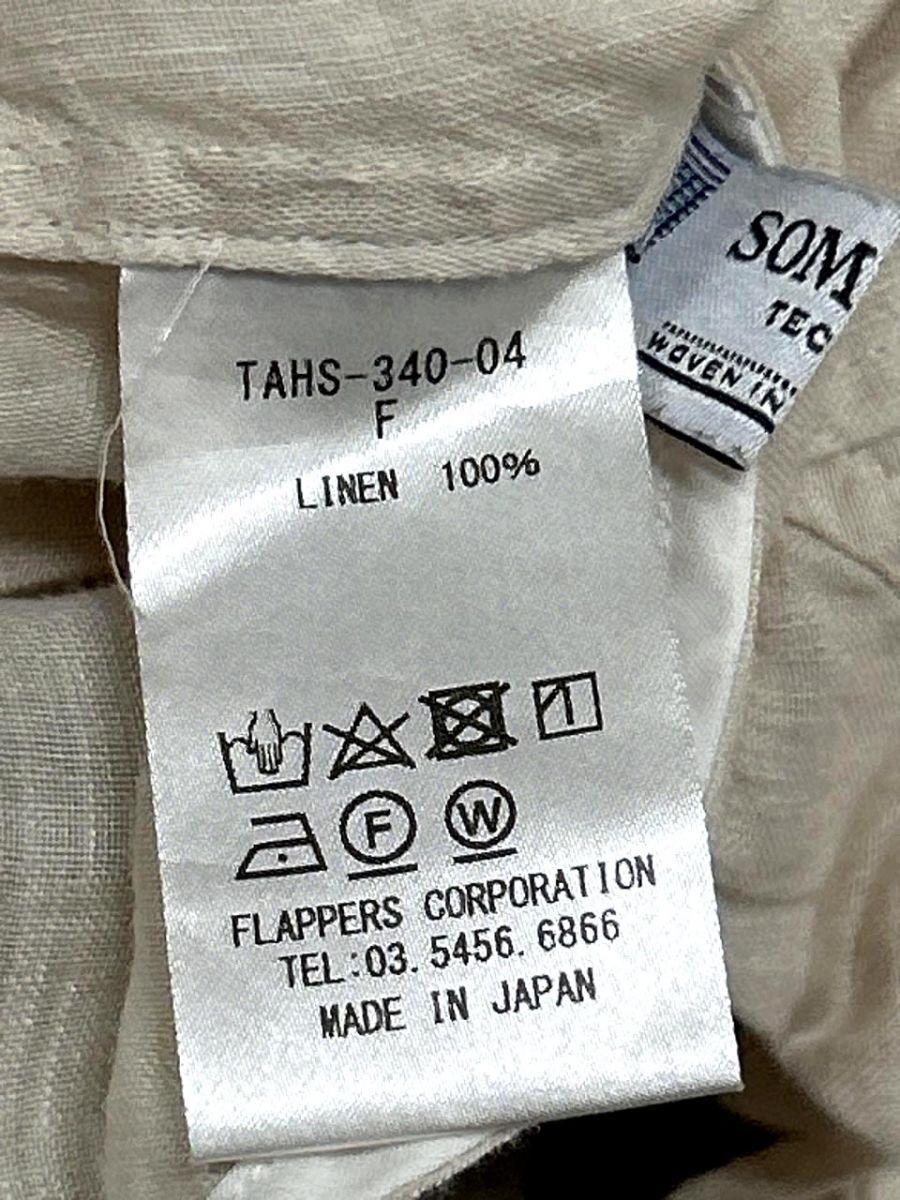 TAHS-340-04
F
LINEN 100%
F W
FLAPPERS CORPORATION
TEL:03.5456.6866
MADE IN JAPAN
SOM
TEC
WOVEN IN